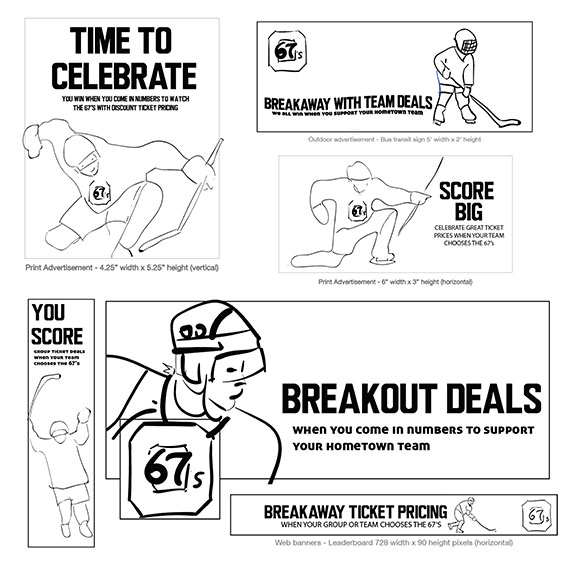 TIME TO
CELEBRATE
YOU WIN WHEN YOU COME IN NUMBERS TO WATCH
THE 67'S WITH DISCOUNT TICKET PRICING
67's
Print Advertisement - 4.25" width x 5.25" height (vertical)
67's
BREAKAWAY WITH TEAM DEALS
WE ALL WIN WHEN YOU SUPPORT YOUR HOMETOWN TEAM
Outdoor advertisement - Bus transit sign 5' width x 2' height
67's
SCORE
BIG
CELEBRATE GREAT TICKET
PRICES WHEN YOUR TEAM
CHOOSES THE 67's
Print Advertisement - 6" width x 3" height (horizontal)
YOU
SCORE
GROUP TICKET DEALS
WHEN YOUR TEAM
CHOOSES THE 67's
67's
BREAKOUT DEALS
WHEN YOU COME IN NUMBERS TO SUPPORT
YOUR HOMETOWN TEAM
BREAKAWAY TICKET PRICING
WHEN YOUR GROUP OR TEAM CHOOSES THE 67'S
67's
Web banners - Leaderboard 728 width x 90 height pixels (horizontal)